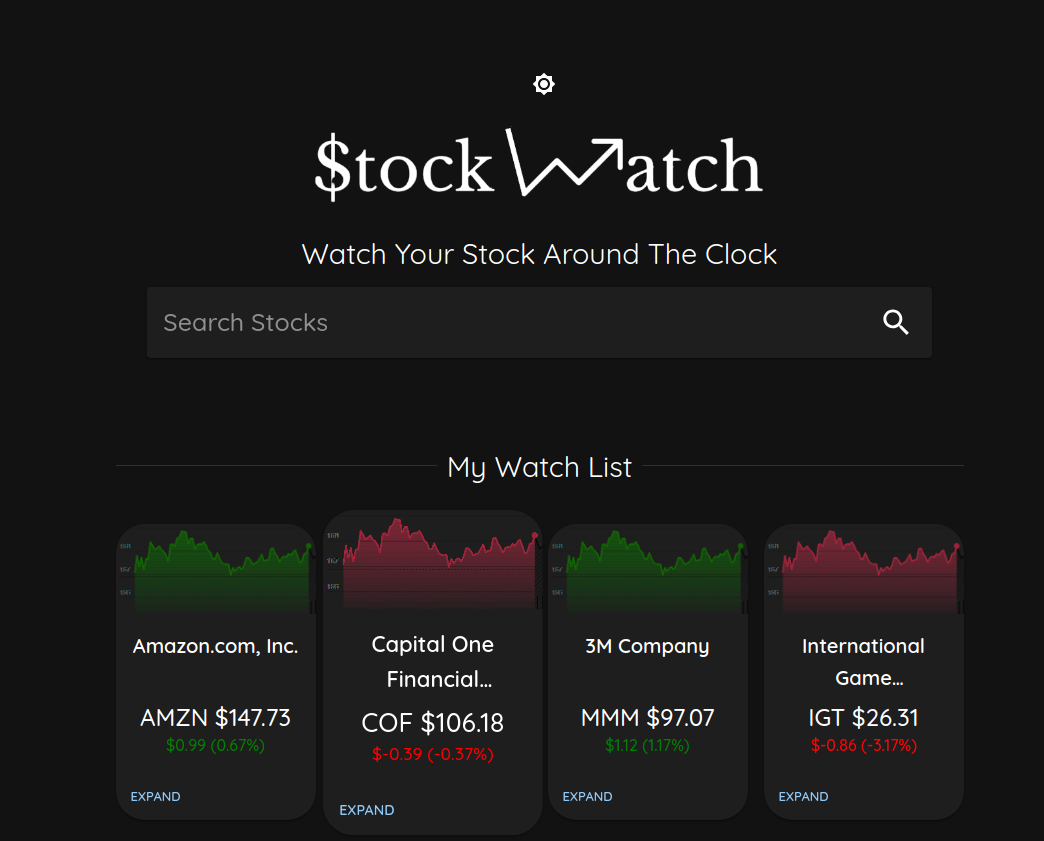 $tock Watch
Watch Your Stock Around The Clock
Search Stocks
My Watch List
Amazon.com, Inc.
AMZN $147.73
$0.99 (0.67%)
EXPAND
Capital One
Financial...
COF $106.18
$-0.39 (-0.37%)
EXPAND
3M Company
MMM $97.07
$1.12 (1.17%)
EXPAND
International
Game...
IGT $26.31
$-0.86 (-3.17%)
EXPAND